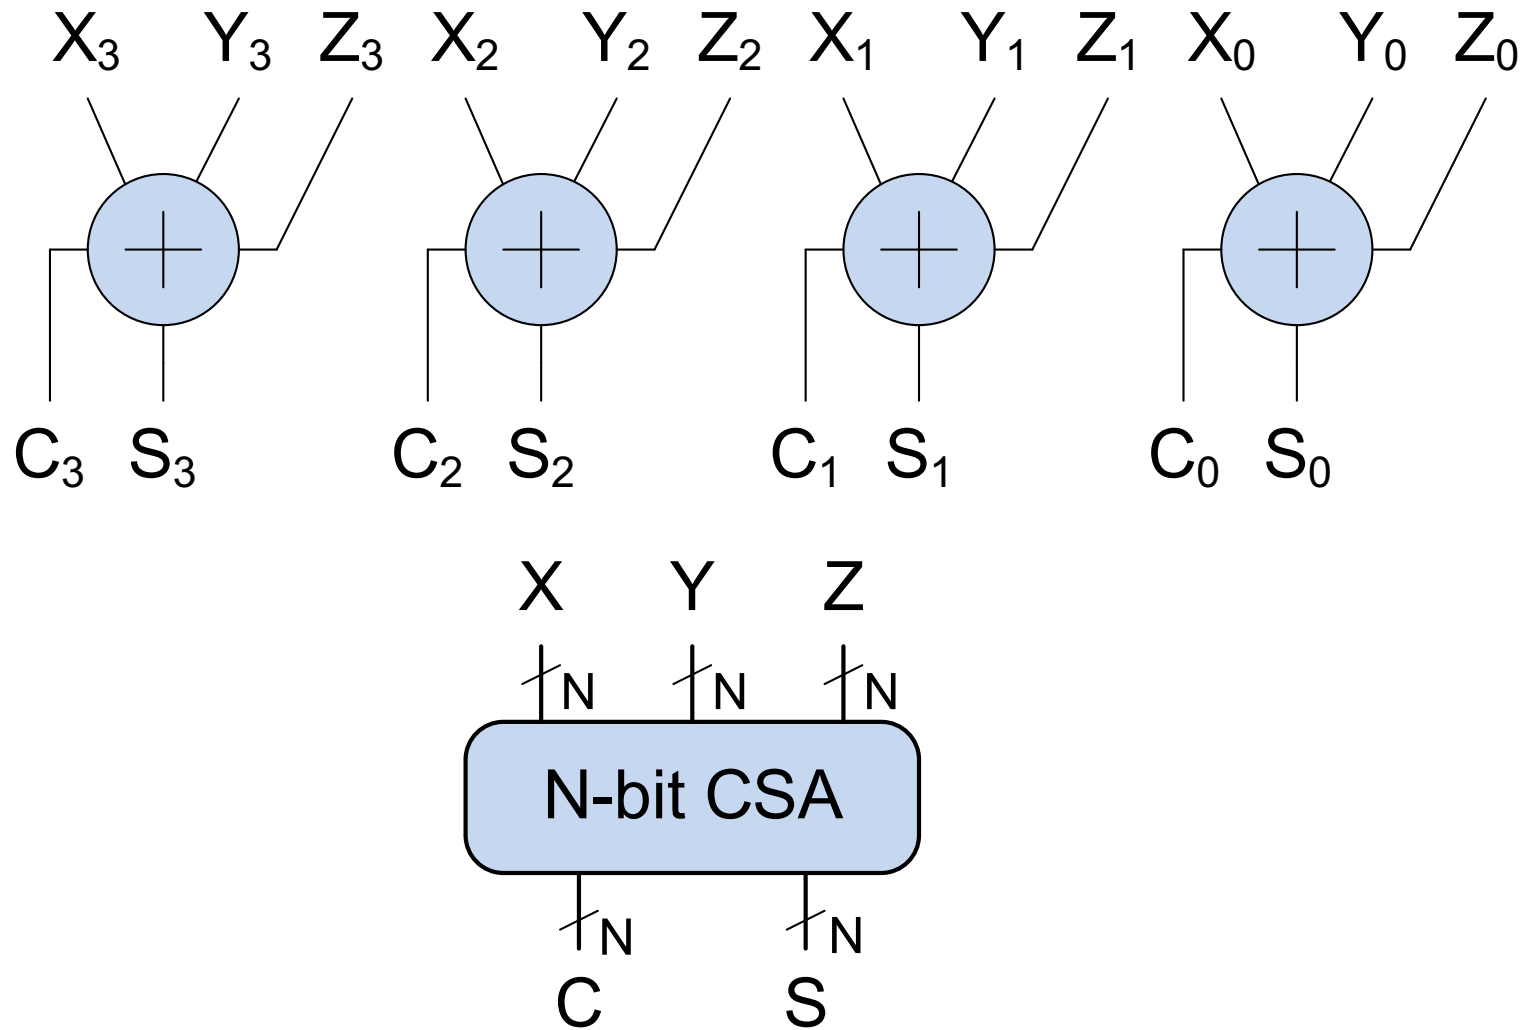 X₃ Y₃ Z₃ X₂ Y₂ Z₂ X₁ Y₁ Z₁ X₀ Y₀ Z₀
C₃ S₃ C₂ S₂ C₁ S₁ C₀ S₀
X Y Z
N N N
N-bit CSA
N N
C S